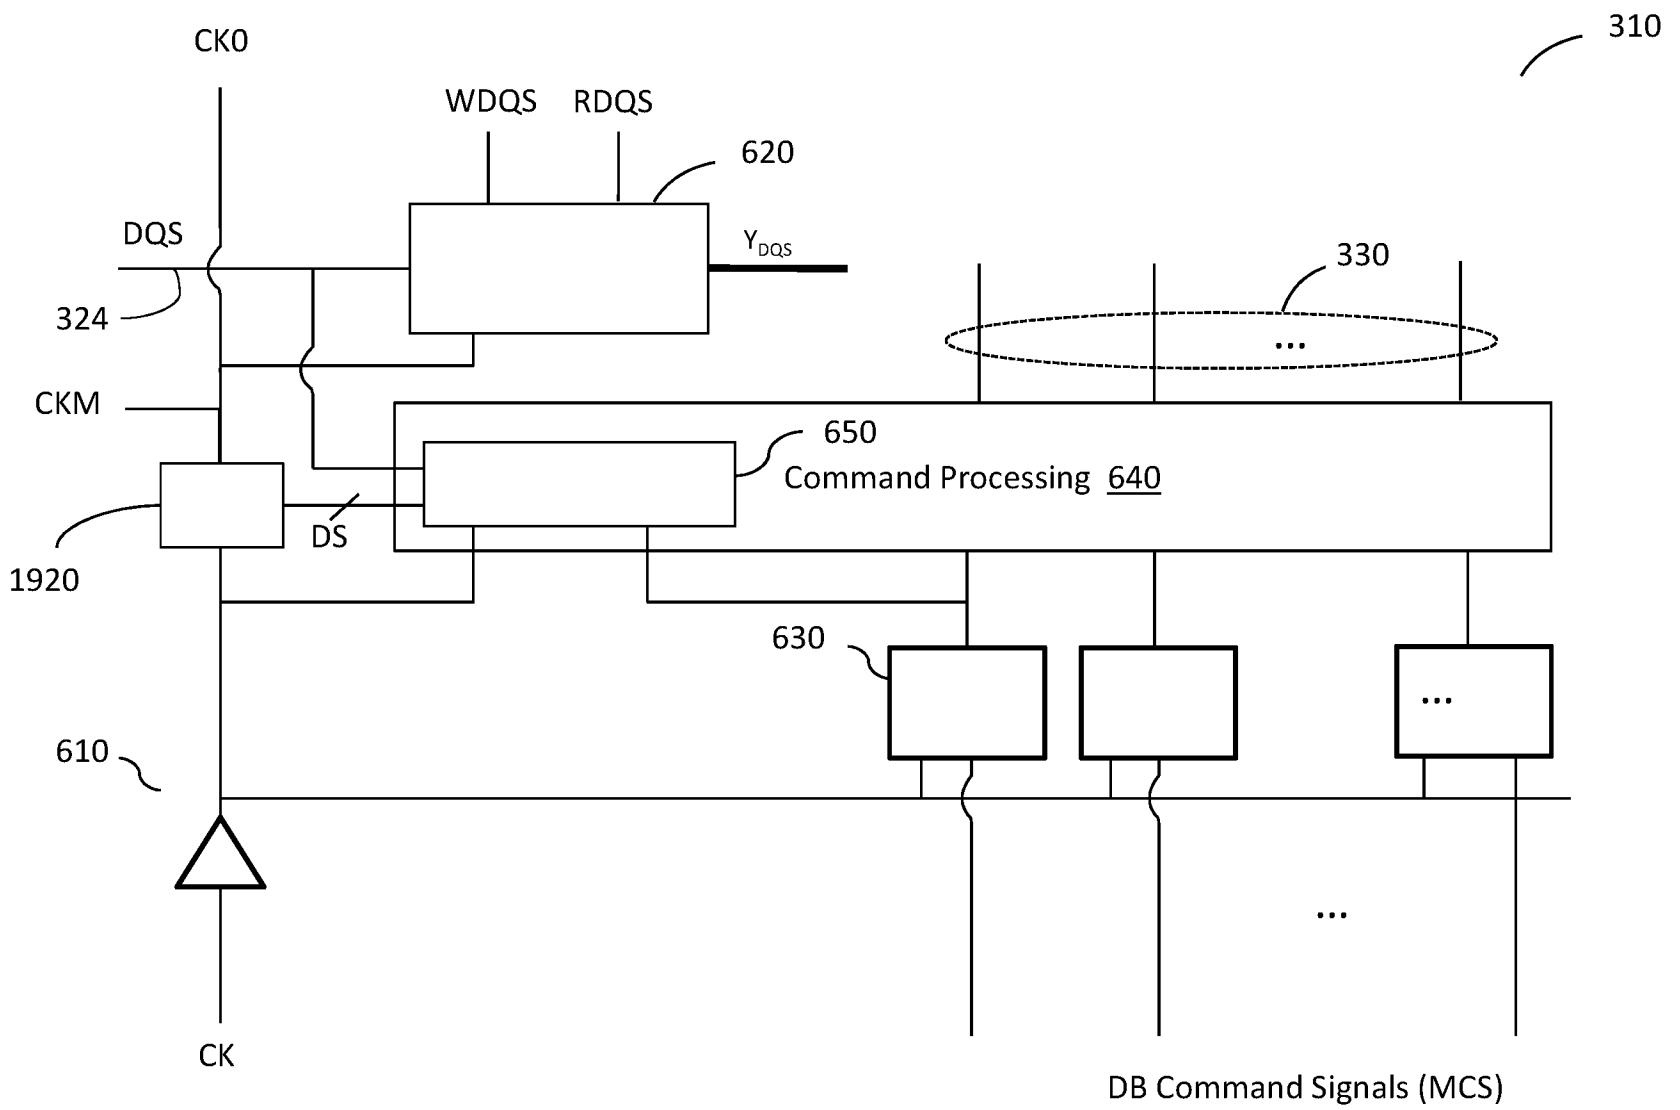 310
CK0
WDQS RDQS
620
DQS
Y_DQS
330
...
324
CKM
650
Command Processing 640
DS
1920
630
...
610
...
CK
DB Command Signals (MCS)